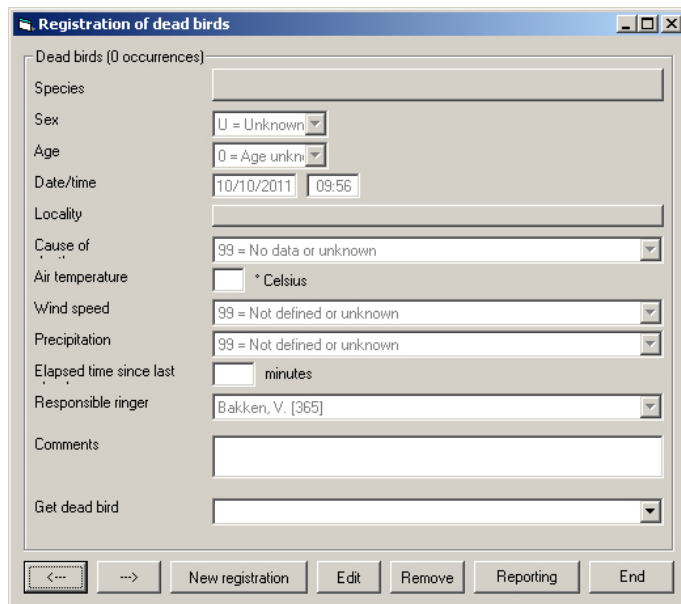 Registration of dead birds
Dead birds (0 occurrences)
Species
Sex U = Unknown
Age 0 = Age unkn
Date/time 10/10/2011 09:56
Locality
Cause of 99 = No data or unknown
Air temperature * Celsius
Wind speed 99 = Not defined or unknown
Precipitation 99 = Not defined or unknown
Elapsed time since last minutes
Responsible ringer Bakken, V. [365]
Comments
Get dead bird
<--- ---> New registration Edit Remove Reporting End